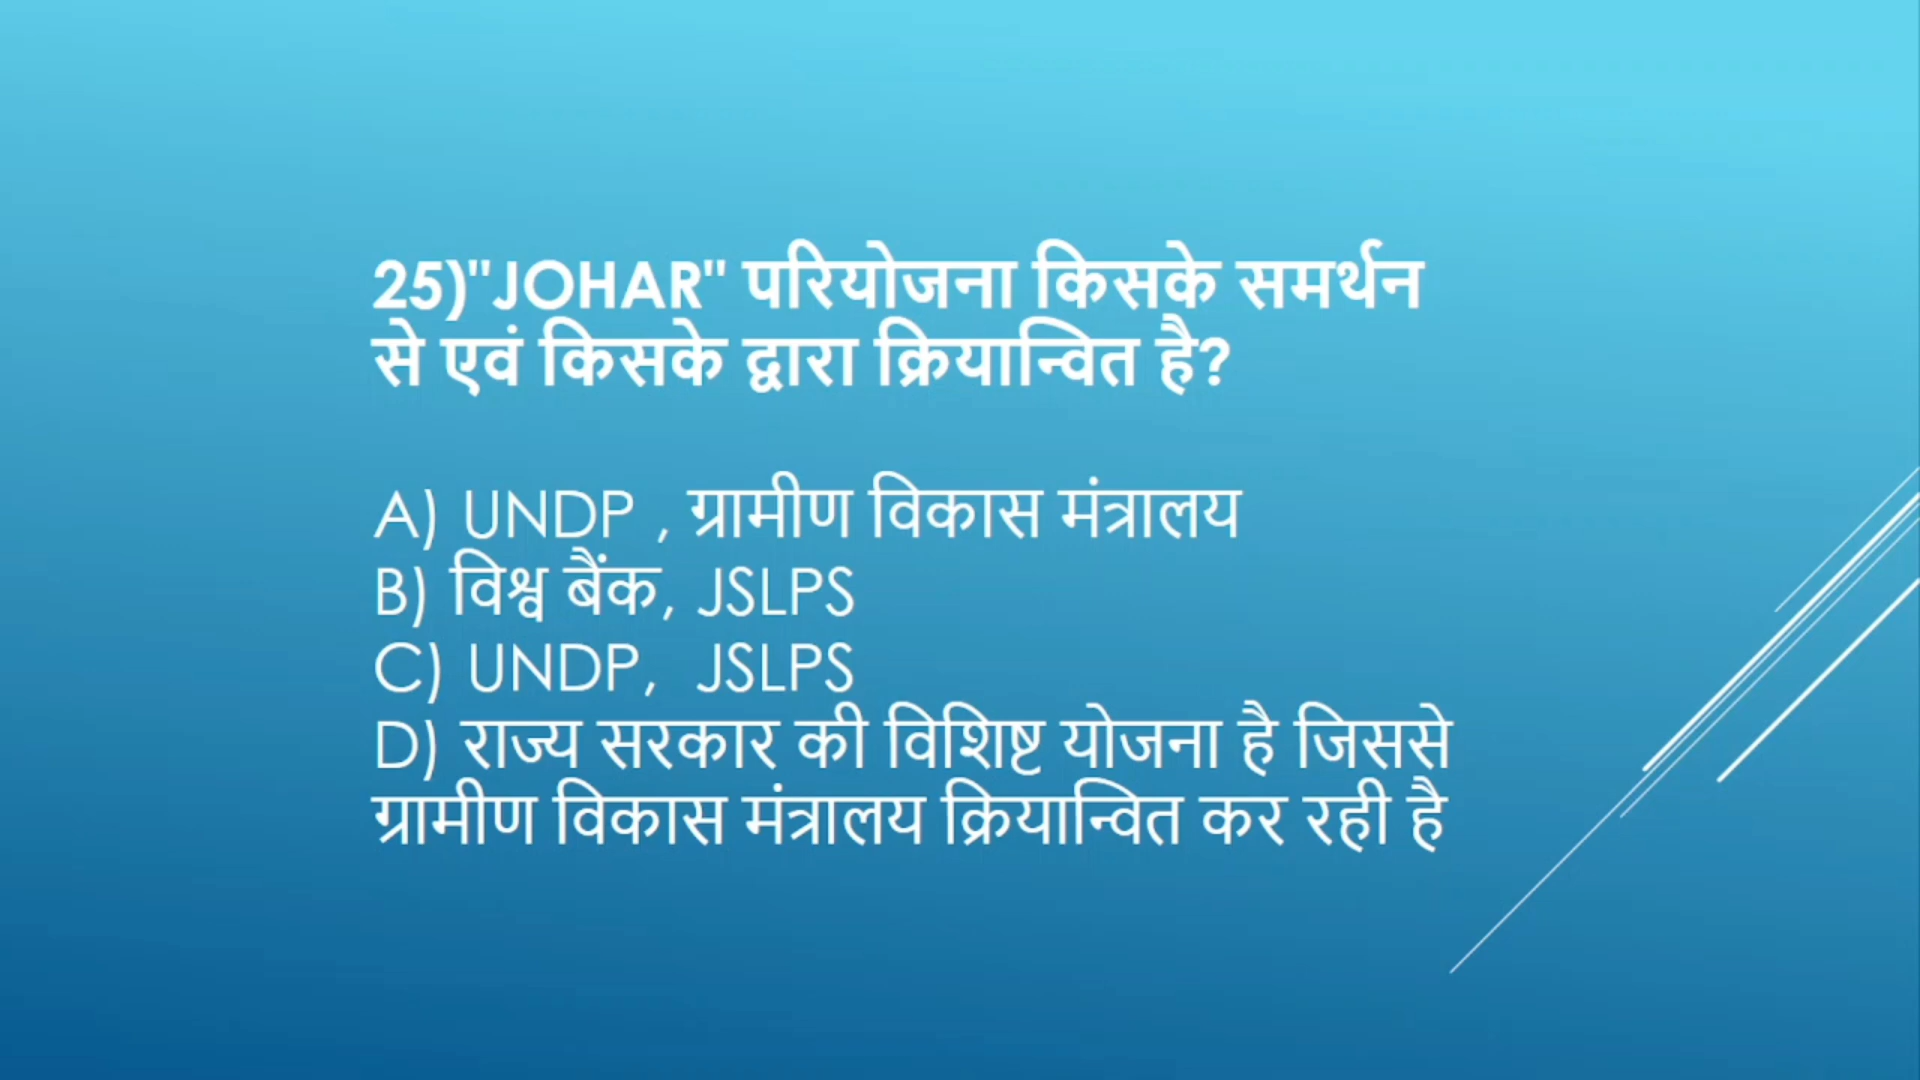 25)"JOHAR" परियोजना किसके समर्थन
से एवं किसके द्वारा क्रियान्वित है?
A) UNDP , ग्रामीण विकास मंत्रालय
B) विश्व बैंक, JSLPS
C) UNDP, JSLPS
D) राज्य सरकार की विशिष्ट योजना है जिससे
ग्रामीण विकास मंत्रालय क्रियान्वित कर रही है